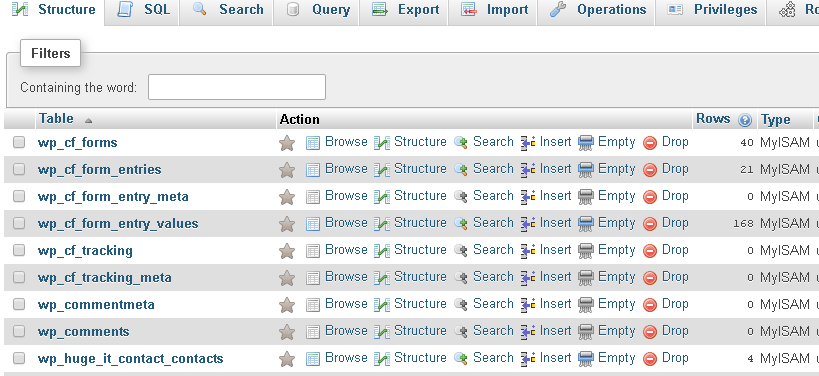 Structure SQL Search Query Export Import Operations Privileges Ro
Filters
Containing the word:
Table Action Rows Type
wp_cf_forms Browse Structure Search Insert Empty Drop 40 MyISAM
wp_cf_form_entries Browse Structure Search Insert Empty Drop 21 MyISAM
wp_cf_form_entry_meta Browse Structure Search Insert Empty Drop 0 MyISAM
wp_cf_form_entry_values Browse Structure Search Insert Empty Drop 168 MyISAM
wp_cf_tracking Browse Structure Search Insert Empty Drop 0 MyISAM
wp_cf_tracking_meta Browse Structure Search Insert Empty Drop 0 MyISAM
wp_commentmeta Browse Structure Search Insert Empty Drop 0 MyISAM
wp_comments Browse Structure Search Insert Empty Drop 0 MyISAM
wp_huge_it_contact_contacts Browse Structure Search Insert Empty Drop 4 MyISAM